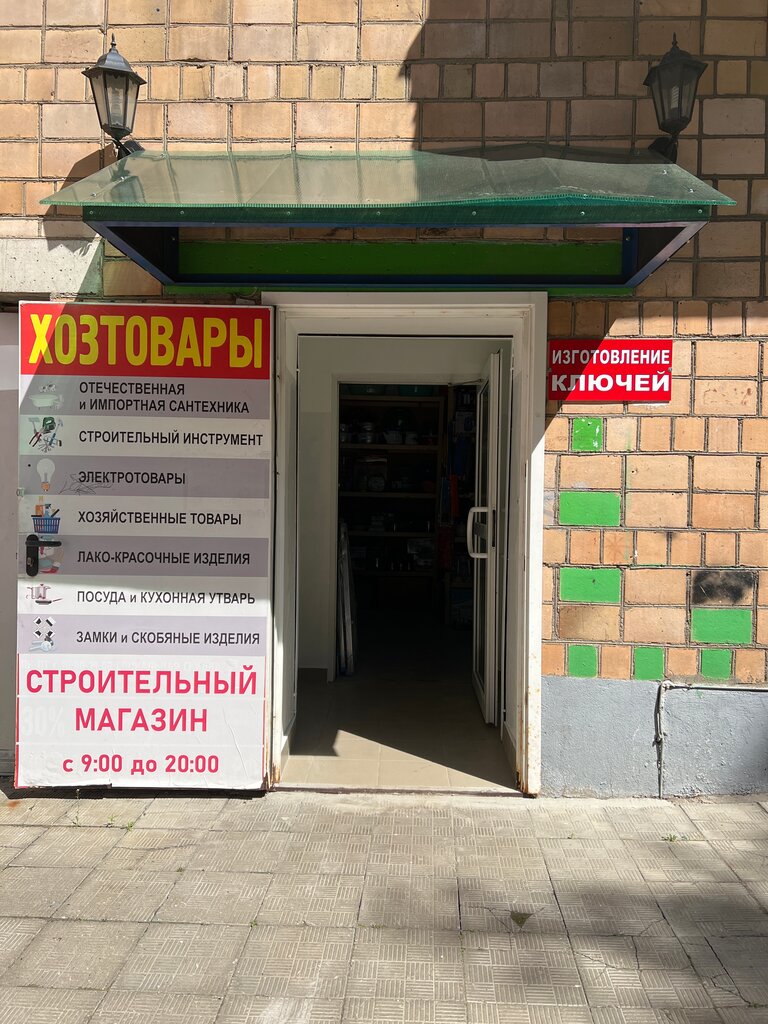 ХОЗТОВАРЫ
ОТЕЧЕСТВЕННАЯ
и ИМПОРТНАЯ САНТЕХНИКА
СТРОИТЕЛЬНЫЙ ИНСТРУМЕНТ
ЭЛЕКТРОТОВАРЫ
ХОЗЯЙСТВЕННЫЕ ТОВАРЫ
ЛАКО-КРАСОЧНЫЕ ИЗДЕЛИЯ
ПОСУДА и КУХОННАЯ УТВАРЬ
ЗАМКИ и СКОБЯНЫЕ ИЗДЕЛИЯ
СТРОИТЕЛЬНЫЙ
МАГАЗИН
с 9:00 до 20:00
ИЗГОТОВЛЕНИЕ
КЛЮЧЕЙ